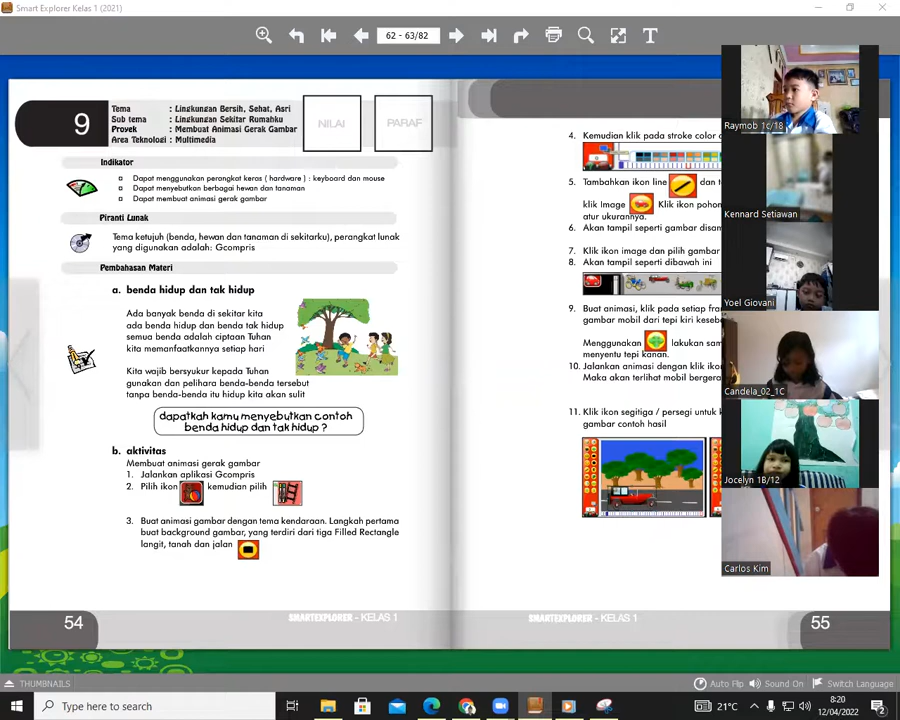 Smart Explorer Kelas 1 (2021)
62 - 63/82
9
Tema : Lingkungan Bersih, Sehat, Asri
Sub tema : Lingkungan Sekitar Rumahku
Proyek : Membuat Animasi Gerak Gambar
Area Teknologi : Multimedia
NILAI
PARAF
Indikator
Dapat menggunakan perangkat keras ( hardware ) : keyboard dan mouse
Dapat menyebutkan berbagai hewan dan tanaman
Dapat membuat animasi gerak gambar
Piranti Lunak
Tema ketujuh (benda, hewan dan tanaman di sekitarku), perangkat lunak
yang digunakan adalah: Gcompris
Pembahasan Materi
a. benda hidup dan tak hidup
Ada banyak benda di sekitar kita
ada benda hidup dan benda tak hidup
semua benda adalah ciptaan Tuhan
kita memanfaatkannya setiap hari
Kita wajib bersyukur kepada Tuhan
gunakan dan pelihara benda-benda tersebut
tanpa benda-benda itu hidup kita akan sulit
dapatkah kamu menyebutkan contoh
benda hidup dan tak hidup ?
b. aktivitas
Membuat animasi gerak gambar
1. Jalankan aplikasi Gcompris
2. Pilih ikon kemudian pilih
3. Buat animasi gambar dengan tema kendaraan. Langkah pertama
buat background gambar, yang terdiri dari tiga Filled Rectangle
langit, tanah dan jalan
54
SMARTEXPLORER - KELAS 1
4. Kemudian klik pada stroke color
5. Tambahkan ikon line dan
klik Image Klik ikon pohon
atur ukurannya.
6. Akan tampil seperti gambar
7. Klik ikon image dan pilih gambar
8. Akan tampil seperti dibawah ini
9. Buat animasi, klik pada setiap
gambar mobil dari tepi kiri
Menggunakan lakukan
menyentu tepi kanan.
10. Jalankan animasi dengan klik
Maka akan terlihat mobil
11. Klik ikon segitiga / persegi untuk
gambar contoh hasil
SMARTEXPLORER - KELAS 1
55
Raymob 1c/18
Kennard Setiawan
Yoel Giovani
Candela_02_1C
Jocelyn 1B/12
Carlos Kim
THUMBNAILS
Auto Flip
Sound On
Switch Language
Type here to search
21°C
8:20
12/04/2022
2